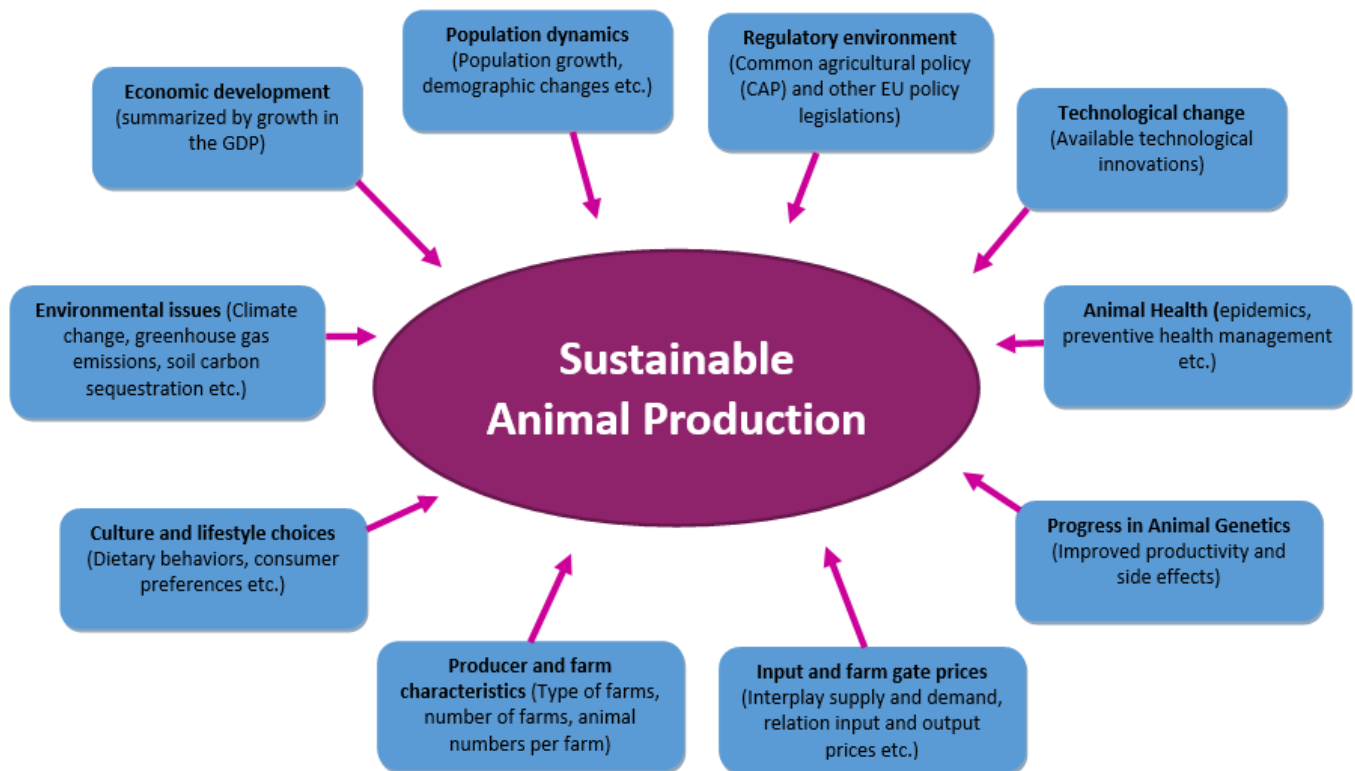 Population dynamics
(Population growth,
demographic changes etc.)
Regulatory environment
(Common agricultural policy
(CAP) and other EU policy
legislations)
Economic development
(summarized by growth in
the GDP)
Technological change
(Available technological
innovations)
Environmental issues (Climate
change, greenhouse gas
emissions, soil carbon
sequestration etc.)
Sustainable
Animal Production
Animal Health (epidemics,
preventive health management
etc.)
Culture and lifestyle choices
(Dietary behaviors, consumer
preferences etc.)
Progress in Animal Genetics
(Improved productivity and
side effects)
Producer and farm
characteristics (Type of farms,
number of farms, animal
numbers per farm)
Input and farm gate prices
(Interplay supply and demand,
relation input and output
prices etc.)